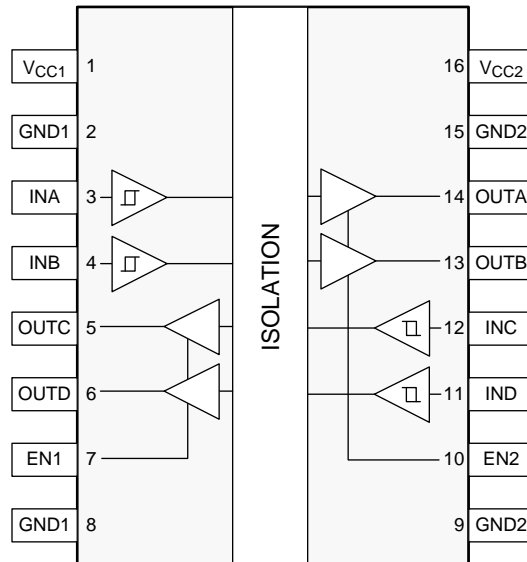 VCC1 1 16 VCC2
GND1 2 15 GND2
INA 3 14 OUTA
INB 4 13 OUTB
OUTC 5 12 INC
OUTD 6 11 IND
EN1 7 10 EN2
GND1 8 9 GND2
ISOLATION